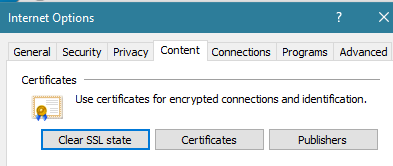 Internet Options ? ×
General Security Privacy Content Connections Programs Advanced
Certificates
Use certificates for encrypted connections and identification.
Clear SSL state Certificates Publishers